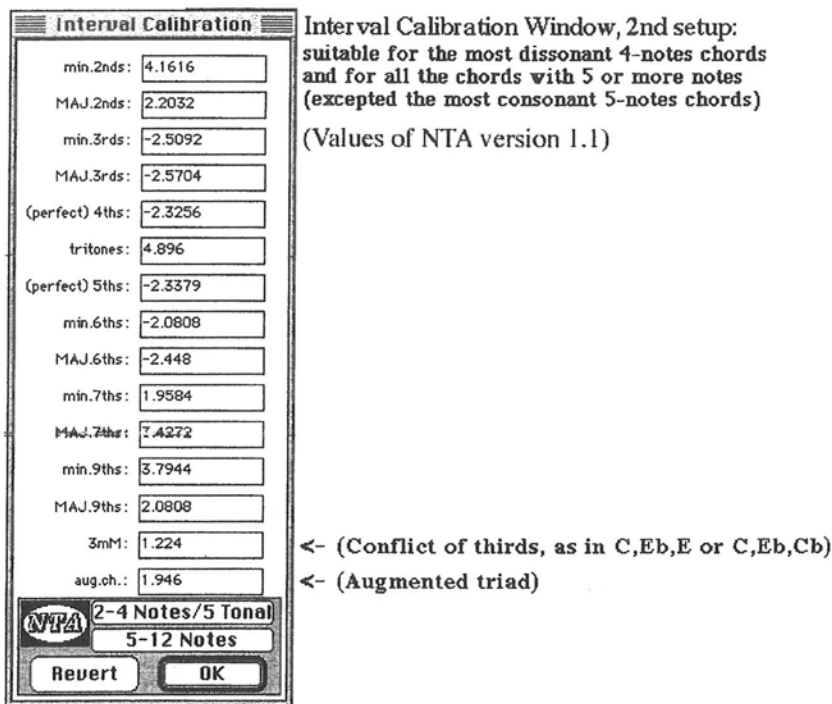 Interval Calibration
min.2nds: 4.1616
MAJ.2nds: 2.2032
min.3rds: -2.5092
MAJ.3rds: -2.5704
(perfect) 4ths: -2.3256
tritones: 4.896
(perfect) 5ths: -2.3379
min.6ths: -2.0808
MAJ.6ths: -2.448
min.7ths: 1.9584
MAJ.7ths:
min.9ths: 3.7944
MAJ.9ths: 2.0808
3mM: 1.224
aug.ch.: 1.946
NTA
2-4 Notes/5 Tonal
5-12 Notes
Revert OK
Interval Calibration Window, 2nd setup:
suitable for the most dissonant 4-notes chords
and for all the chords with 5 or more notes
(excepted the most consonant 5-notes chords)
(Values of NTA version 1.1)
<- (Conflict of thirds, as in C,Eb,E or C,Eb,Cb)
<- (Augmented triad)